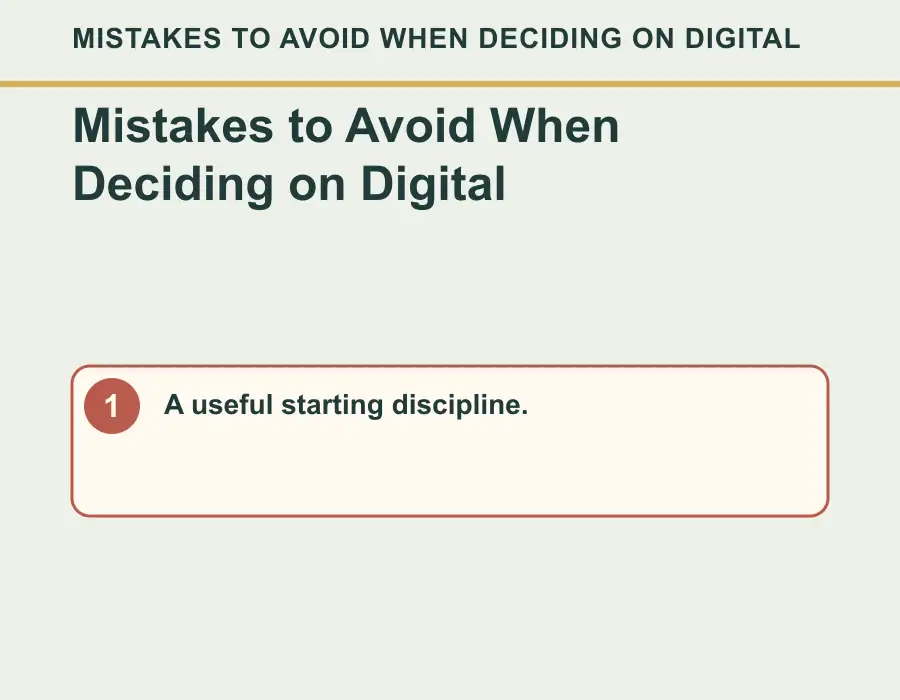 MISTAKES TO AVOID WHEN DECIDING ON DIGITAL
Mistakes to Avoid When
Deciding on Digital
1 A useful starting discipline.